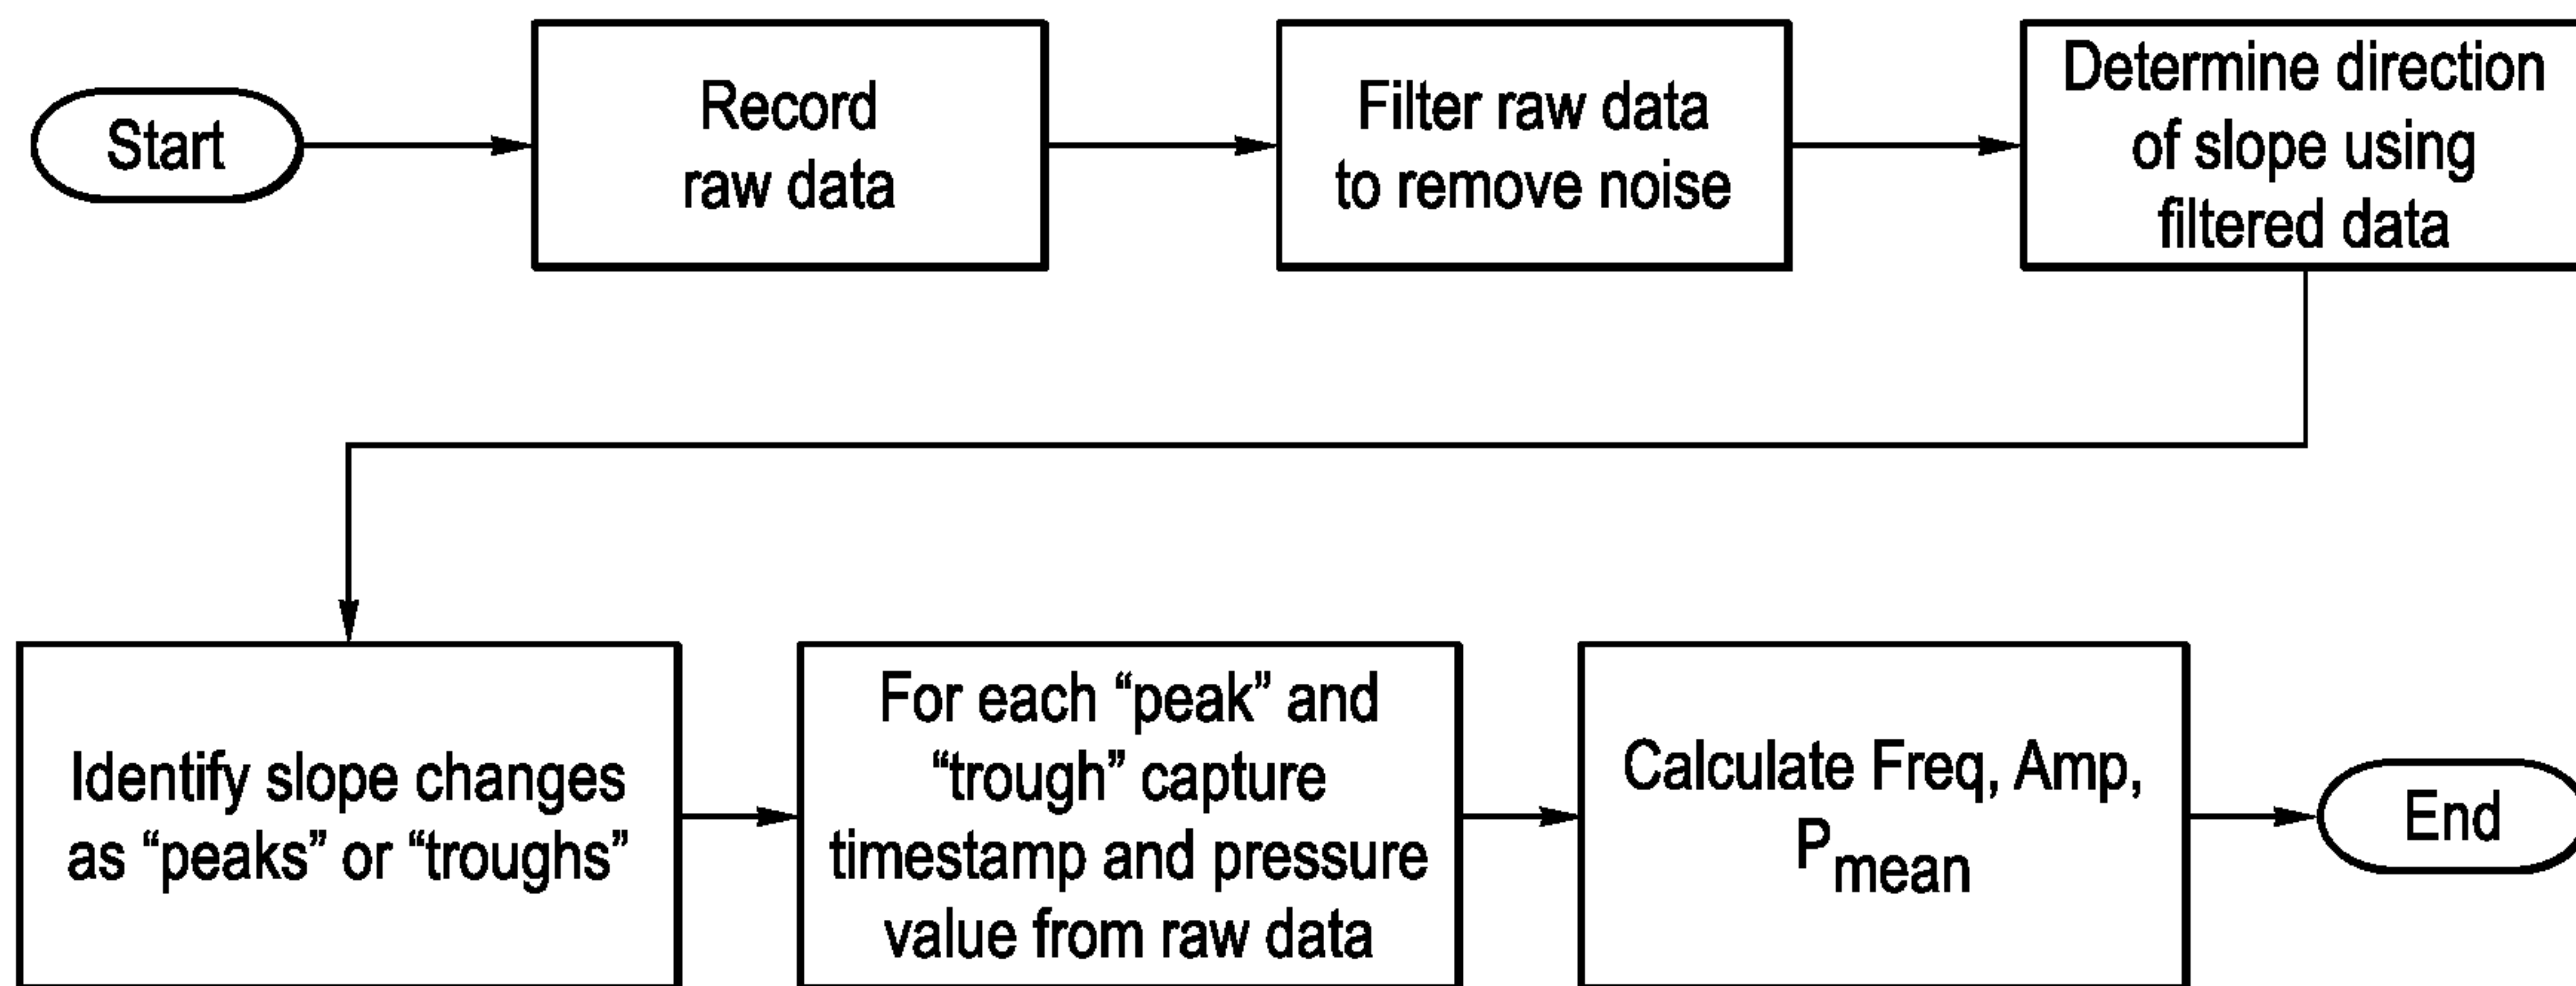 Start
Record
raw data
Filter raw data
to remove noise
Determine direction
of slope using
filtered data
Identify slope changes
as “peaks” or “troughs”
For each “peak” and
“trough” capture
timestamp and pressure
value from raw data
Calculate Freq, Amp,
Pmean
End